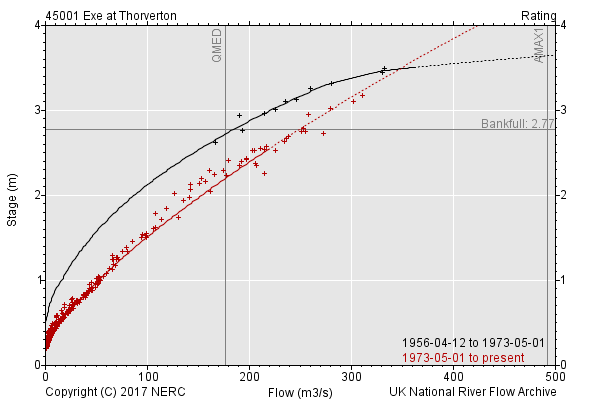 45001 Exe at Thorverton
Rating
QMED
AMAX1
4
4
3
3
Bankfull: 2.77
2
2
Stage (m)
1
1
1956-04-12 to 1973-05-01
1973-05-01 to present
0
0
0
100
200
300
400
500
Copyright (C) 2017 NERC
Flow (m3/s)
UK National River Flow Archive